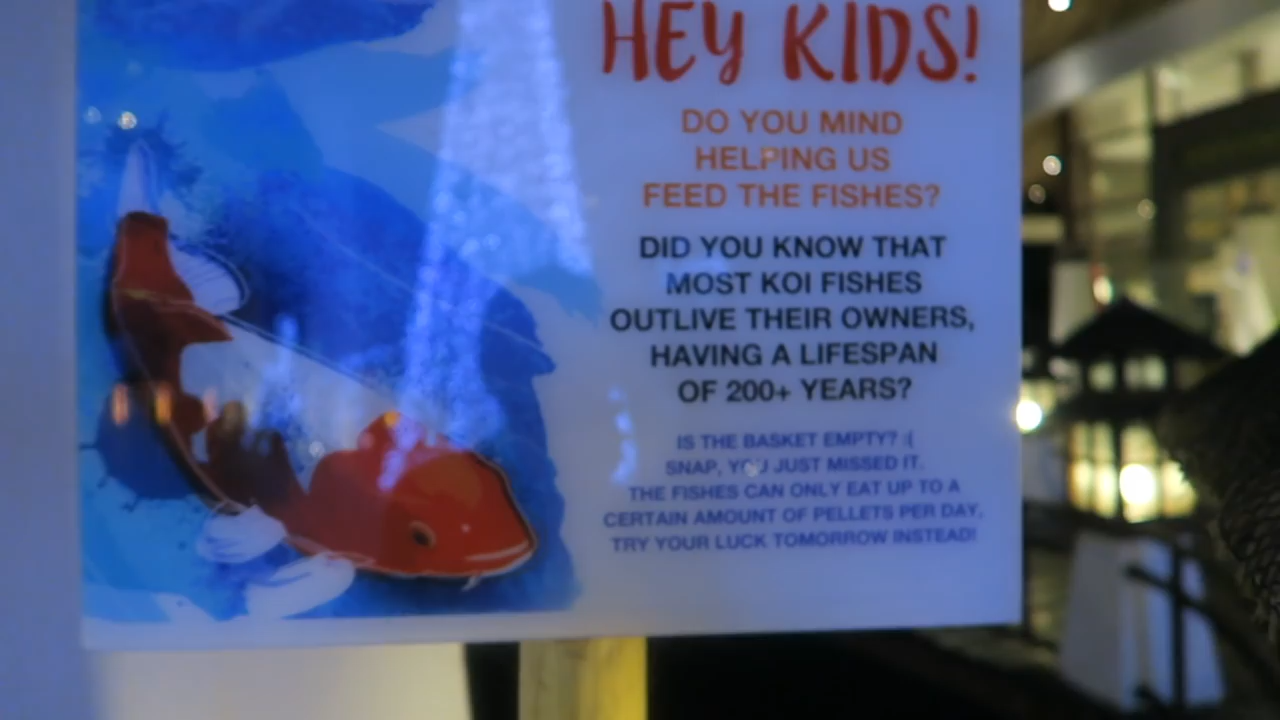 HEY KIDS!
DO YOU MIND
HELPING US
FEED THE FISHES?
DID YOU KNOW THAT
MOST KOI FISHES
OUTLIVE THEIR OWNERS,
HAVING A LIFESPAN
OF 200+ YEARS?
IS THE BASKET EMPTY? :(
SNAP, YOU JUST MISSED IT.
THE FISHES CAN ONLY EAT UP TO A
CERTAIN AMOUNT OF PELLETS PER DAY,
TRY YOUR LUCK TOMORROW INSTEAD!